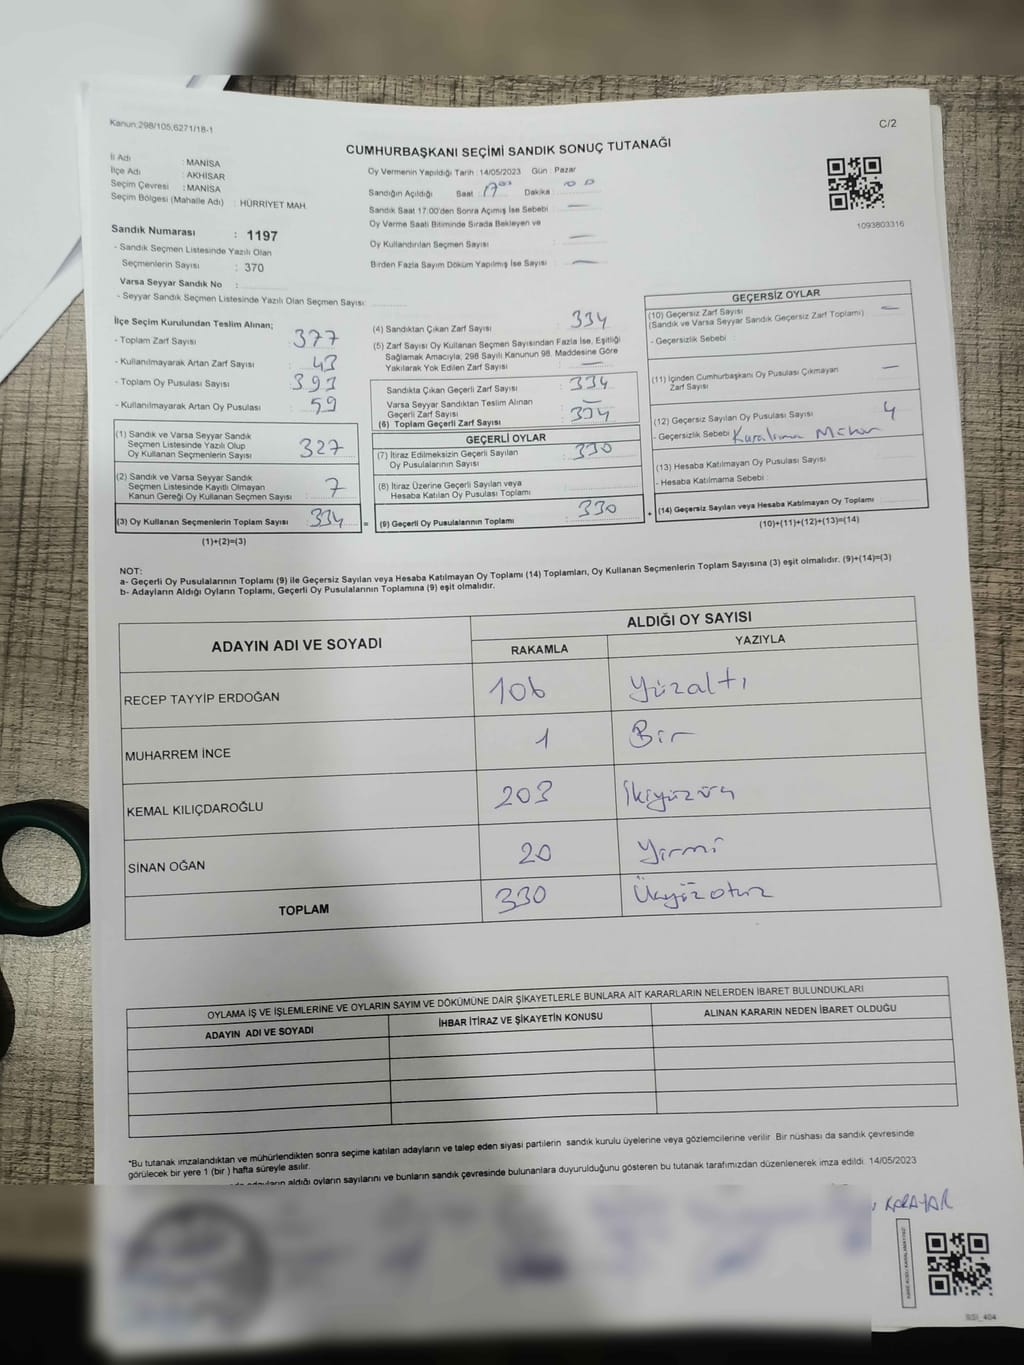 Kanun:298/105,6271/18-1
C/2
CUMHURBAŞKANI SEÇİMİ SANDIK SONUÇ TUTANAĞI
İl Adı : MANİSA
İlçe Adı : AKHİSAR
Seçim Çevresi : MANİSA
Seçim Bölgesi (Mahalle Adı) : HÜRRİYET MAH.
Oy Vermenin Yapıldığı Tarih : 14/05/2023 Gün : Pazar
Sandığın Açıldığı Saat : 17:00 Dakika : 00
Sandık Saat 17:00'den Sonra Açmış İse Sebebi : —
Oy Verme Saati Bitiminde Sırada Bekleyen ve
Oy Kullandırılan Seçmen Sayısı : —
Birden Fazla Sayım Döküm Yapılmış İse Sayısı : —
1093803316
Sandık Numarası : 1197
- Sandık Seçmen Listesinde Yazılı Olan
Seçmenlerin Sayısı : 370
Varsa Seyyar Sandık No :
- Seyyar Sandık Seçmen Listesinde Yazılı Olan Seçmen Sayısı:
İlçe Seçim Kurulundan Teslim Alınan;
- Toplam Zarf Sayısı : 377
- Kullanılmayarak Artan Zarf Sayısı : 43
- Toplam Oy Pusulası Sayısı : 393
- Kullanılmayarak Artan Oy Pusulası : 59
(1) Sandık ve Varsa Seyyar Sandık
Seçmen Listesinde Yazılı Olup
Oy Kullanan Seçmenlerin Sayısı : 327
(2) Sandık ve Varsa Seyyar Sandık
Seçmen Listesinde Kayıtlı Olmayan
Kanun Gereği Oy Kullanan Seçmen Sayısı : 7
(3) Oy Kullanan Seçmenlerin Toplam Sayısı : 334 =
(1)+(2)=(3)
(4) Sandıktan Çıkan Zarf Sayısı : 334
(5) Zarf Sayısı Oy Kullanan Seçmen Sayısından Fazla İse, Eşitliği
Sağlamak Amacıyla; 298 Sayılı Kanunun 98. Maddesine Göre
Yakılarak Yok Edilen Zarf Sayısı : —
Sandıkta Çıkan Geçerli Zarf Sayısı : 334
Varsa Seyyar Sandıktan Teslim Alınan
Geçerli Zarf Sayısı : —
(6) Toplam Geçerli Zarf Sayısı : 334
GEÇERLİ OYLAR
(7) İtiraz Edilmeksizin Geçerli Sayılan
Oy Pusulalarının Sayısı : 330
(8) İtiraz Üzerine Geçerli Sayılan veya
Hesaba Katılan Oy Pusulası Toplamı :
(9) Geçerli Oy Pusulalarının Toplamı : 330 +
GEÇERSİZ OYLAR
(10) Geçersiz Zarf Sayısı —
(Sandık ve Varsa Seyyar Sandık Geçersiz Zarf Toplamı)
- Geçersizlik Sebebi :
(11) İçinden Cumhurbaşkanı Oy Pusulası Çıkmayan
Zarf Sayısı —
(12) Geçersiz Sayılan Oy Pusulası Sayısı 4
- Geçersizlik Sebebi
(13) Hesaba Katılmayan Oy Pusulası Sayısı
- Hesaba Katılmama Sebebi
(14) Geçersiz Sayılan veya Hesaba Katılmayan Oy Toplamı
(10)+(11)+(12)+(13)=(14)
NOT:
a- Geçerli Oy Pusulalarının Toplamı (9) ile Geçersiz Sayılan veya Hesaba Katılmayan Oy Toplamı (14) Toplamları, Oy Kullanan Seçmenlerin Toplam Sayısına (3) eşit olmalıdır. (9)+(14)=(3)
b- Adayların Aldığı Oyların Toplamı, Geçerli Oy Pusulalarının Toplamına (9) eşit olmalıdır.
ADAYIN ADI VE SOYADI
ALDIĞI OY SAYISI
RAKAMLA YAZIYLA
RECEP TAYYİP ERDOĞAN 106 Yüzaltı
MUHARREM İNCE 1 Bir
KEMAL KILIÇDAROĞLU 203 İkiyüzüç
SİNAN OĞAN 20 Yirmi
TOPLAM 330 Üçyüzotuz
OYLAMA İŞ VE İŞLEMLERİNE VE OYLARIN SAYIM VE DÖKÜMÜNE DAİR ŞİKAYETLERLE BUNLARA AİT KARARLARIN NELERDEN İBARET BULUNDUKLARI
ADAYIN ADI VE SOYADI İHBAR İTİRAZ VE ŞİKAYETİN KONUSU ALINAN KARARIN NEDEN İBARET OLDUĞU
*Bu tutanak imzalandıktan ve mühürlendikten sonra seçime katılan adayların ve talep eden siyasi partilerin sandık kurulu üyelerine veya gözlemcilerine verilir. Bir nüshası da sandık çevresinde
görülecek bir yere 1 (bir ) hafta süreyle asılır.
aldığı oyların sayılarını ve bunların sandık çevresinde bulunanlara duyurulduğunu gösteren bu tutanak tarafımızdan düzenlenerek imza edildi. 14/05/2023